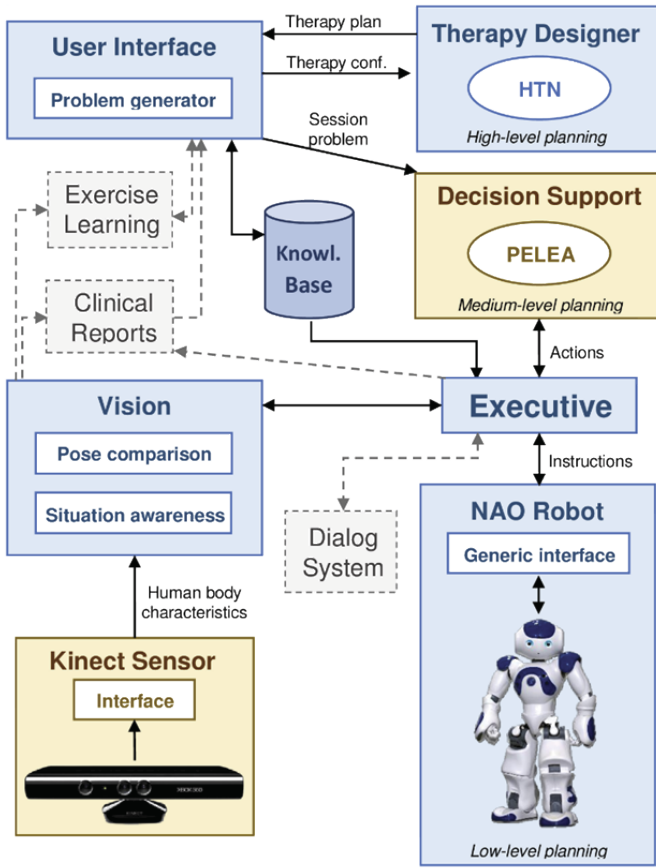 User Interface
Problem generator
Therapy plan
Therapy conf.
Therapy Designer
HTN
High-level planning
Session
problem
Exercise
Learning
Knowl.
Base
Decision Support
PELEA
Medium-level planning
Clinical
Reports
Actions
Vision
Pose comparison
Situation awareness
Executive
Instructions
Dialog
System
NAO Robot
Generic interface
Human body
characteristics
Kinect Sensor
Interface
KINECT
Low-level planning